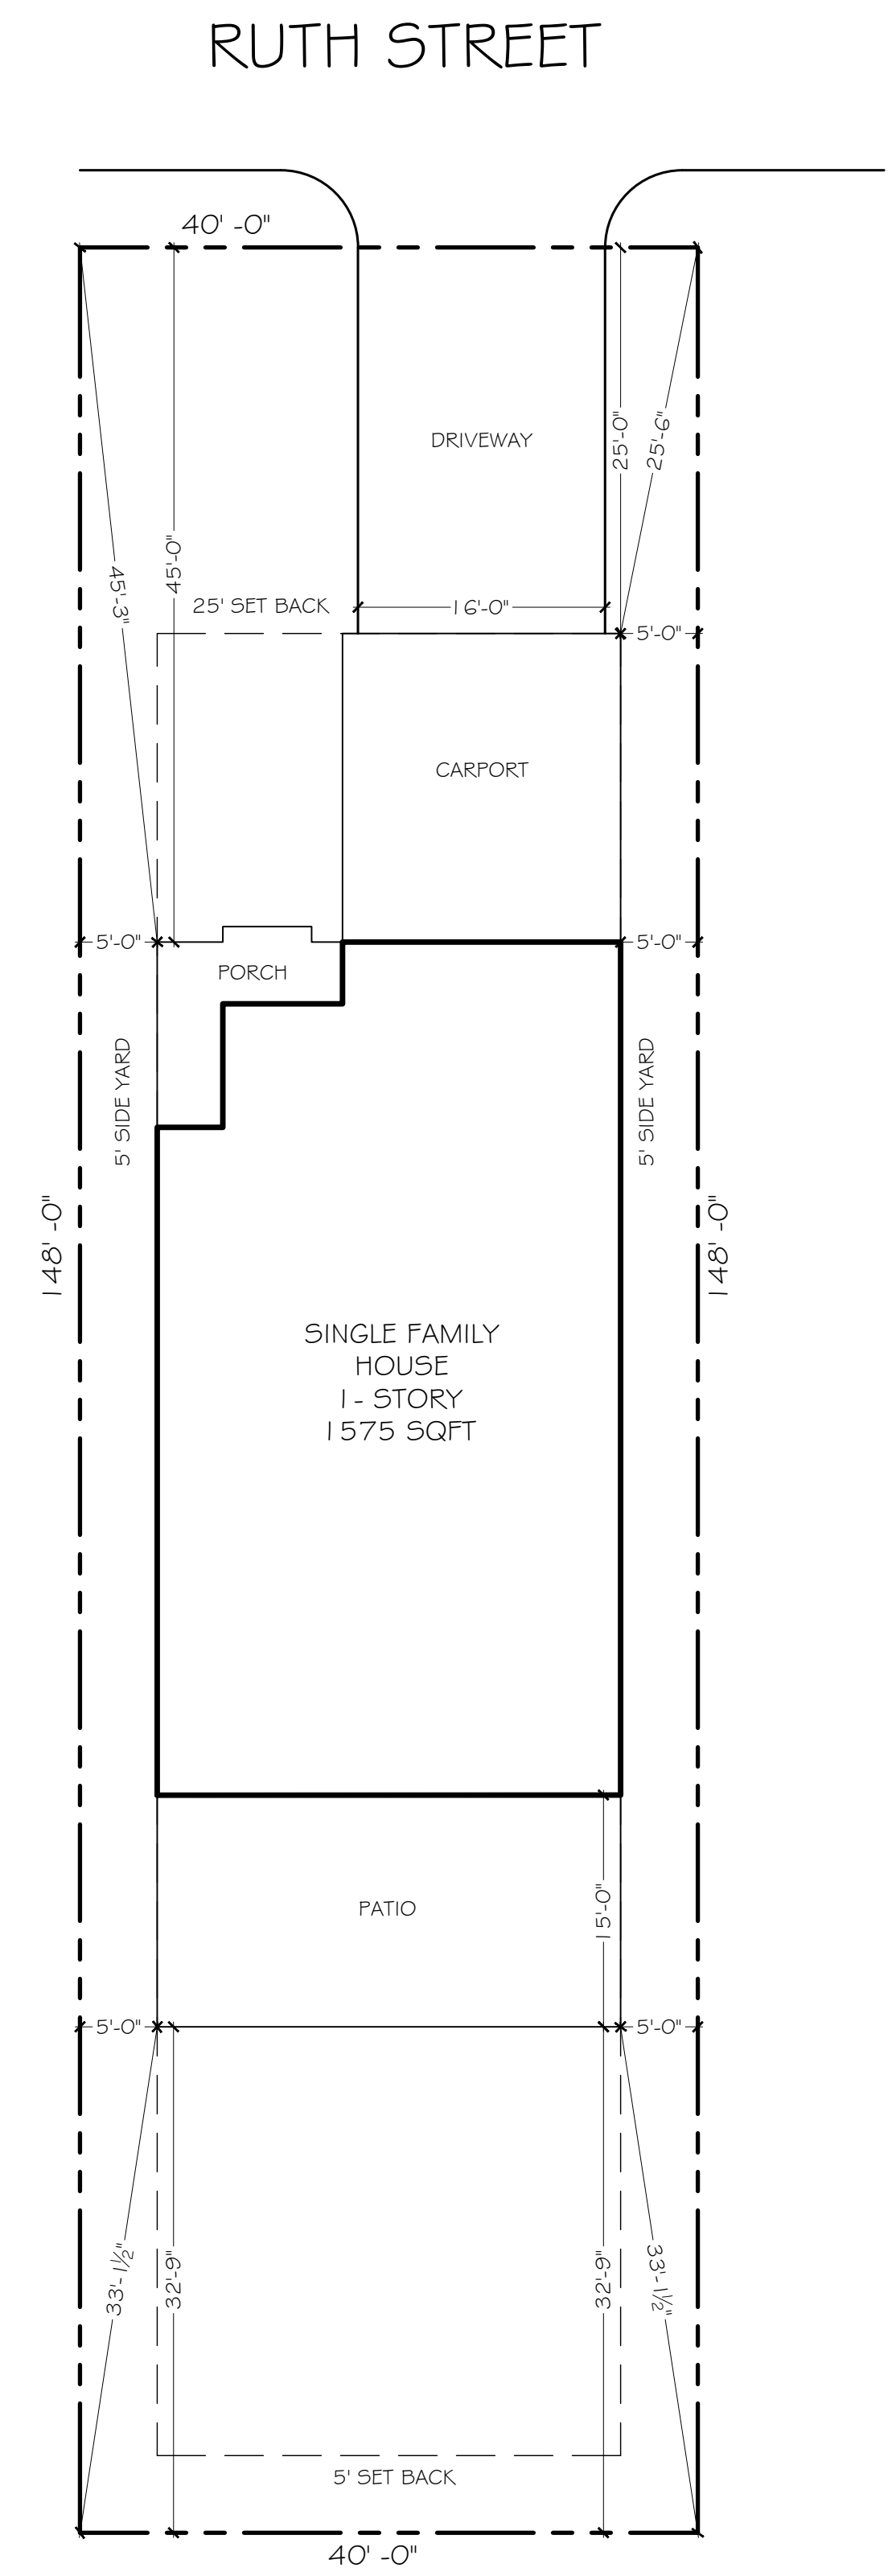 RUTH STREET
40' -0"
DRIVEWAY
25'-0"
25'-6"
45'-0"
45'-3"
25' SET BACK
16'-0"
5'-0"
CARPORT
5'-0"
5'-0"
PORCH
5' SIDE YARD
5' SIDE YARD
148' -0"
148' -0"
SINGLE FAMILY
HOUSE
1- STORY
1575 SQFT
PATIO
15'-0"
5'-0"
5'-0"
33'-1½"
32'-9"
32'-9"
33'-1½"
5' SET BACK
40' -0"